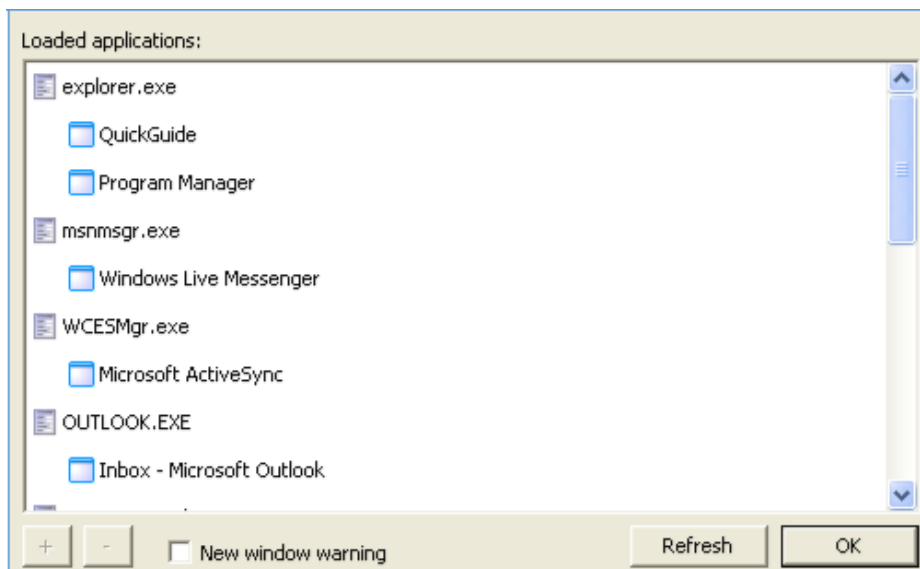 Loaded applications:
explorer.exe
QuickGuide
Program Manager
msnmsgr.exe
Windows Live Messenger
WCESMgr.exe
Microsoft ActiveSync
OUTLOOK.EXE
Inbox - Microsoft Outlook
+ - New window warning Refresh OK